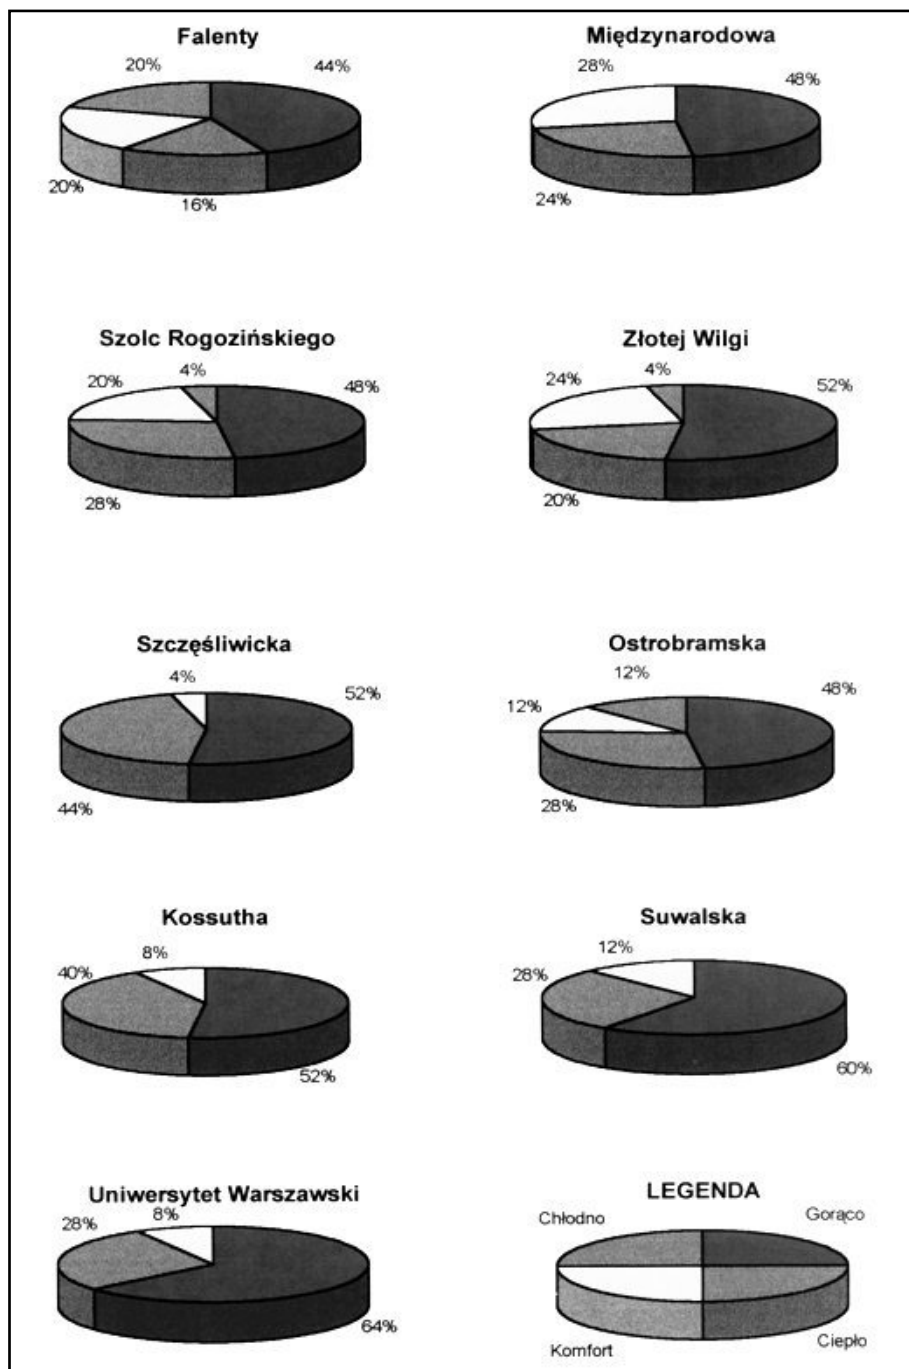 Falenty
20%
44%
20%
16%
Międzynarodowa
28%
48%
24%
Szolc Rogozińskiego
20%
4%
48%
28%
Złotej Wilgi
24%
4%
52%
20%
Szczęśliwicka
4%
52%
44%
Ostrobramska
12%
12%
48%
28%
Kossutha
40%
8%
52%
Suwalska
28%
12%
60%
Uniwersytet Warszawski
28%
8%
64%
LEGENDA
Chłodno
Gorąco
Komfort
Ciepło